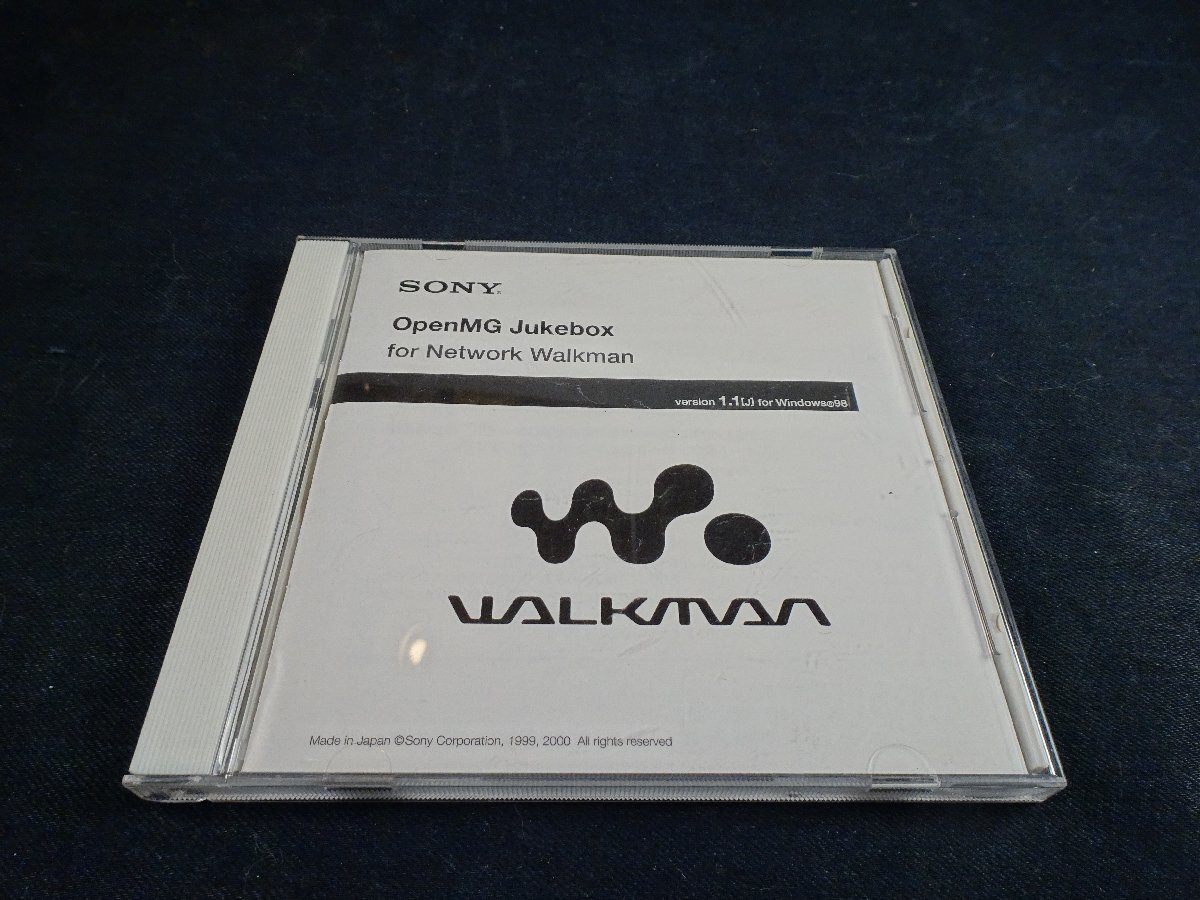 SONY®
OpenMG Jukebox
for Network Walkman
version 1.1[J] for Windows®98
WALKMAN
Made in Japan ©Sony Corporation, 1999, 2000 All rights reserved